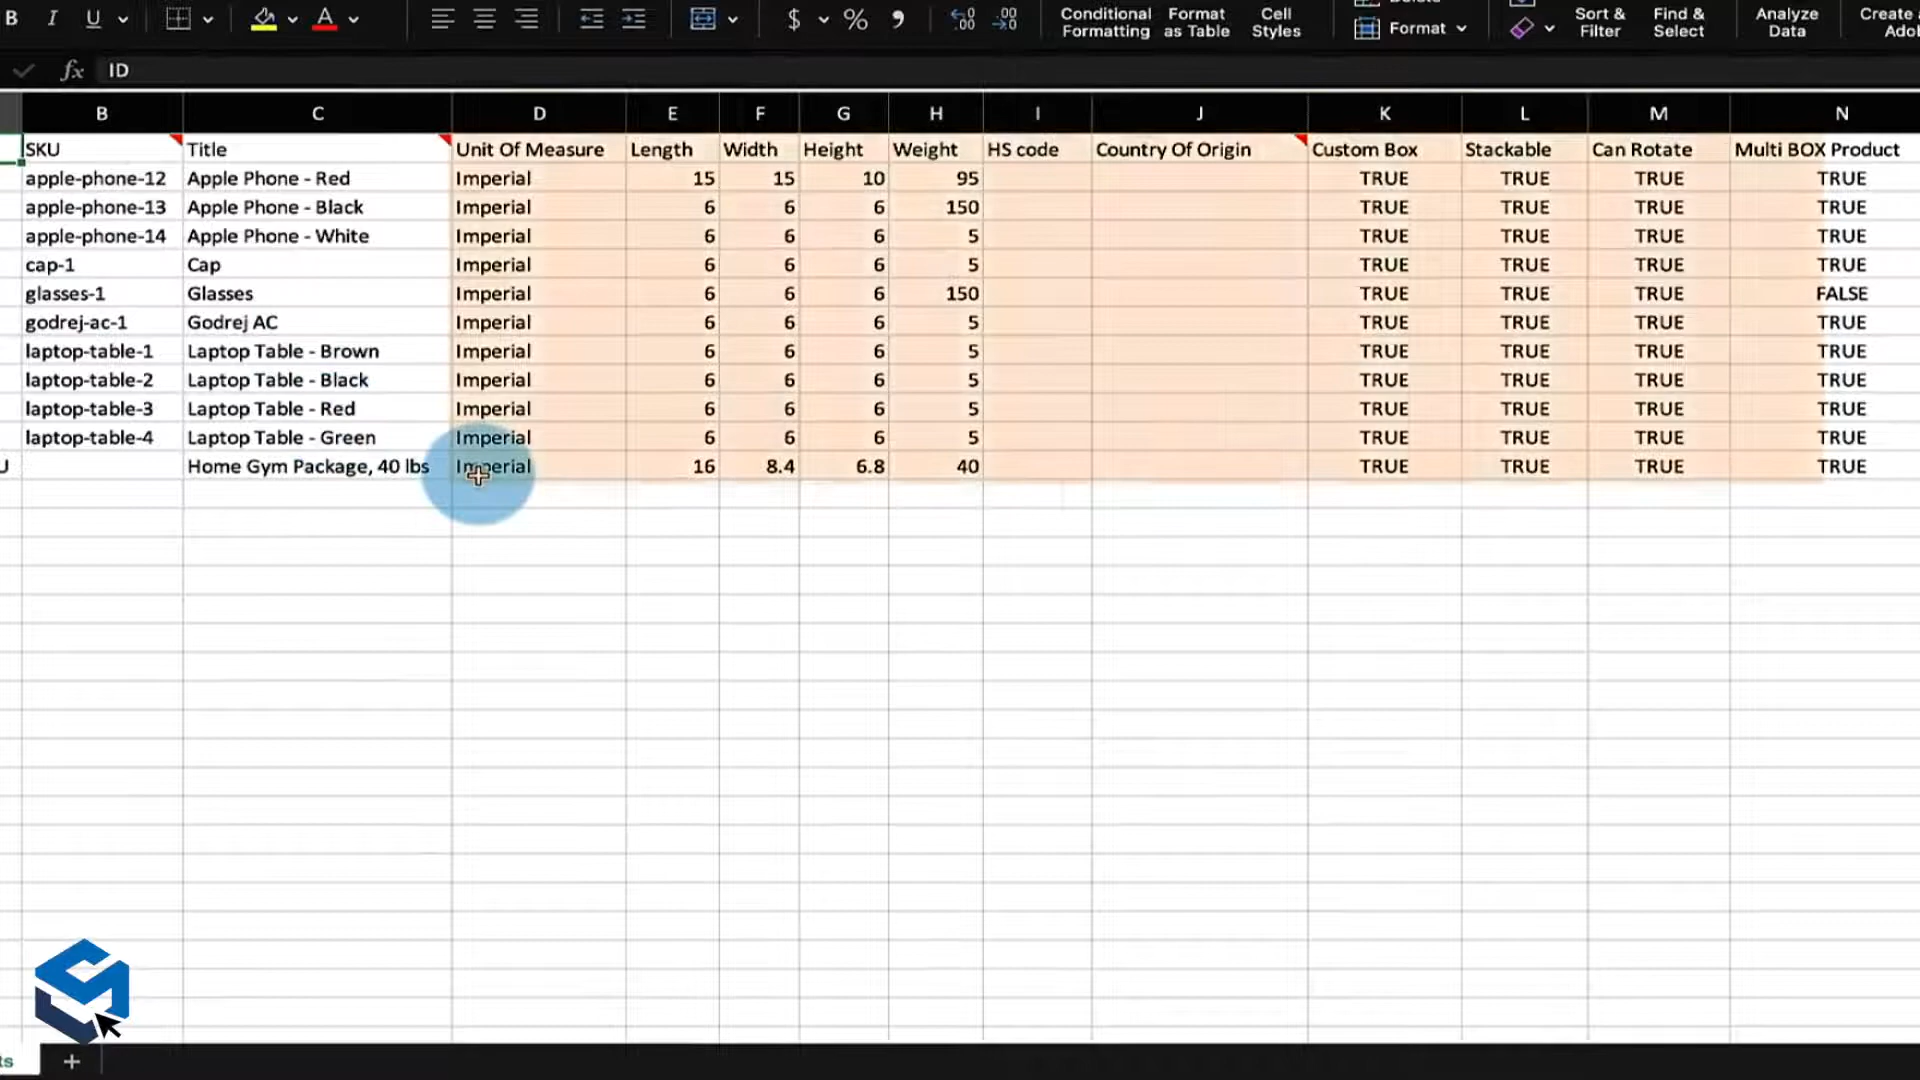 B I U $ % Conditional Formatting Format as Table Cell Styles Format Sort & Filter Find & Select Analyze Data
fx ID
B C D E F G H I J K L M N
SKU Title Unit Of Measure Length Width Height Weight HS code Country Of Origin Custom Box Stackable Can Rotate Multi BOX Product
apple-phone-12 Apple Phone - Red Imperial 15 15 10 95 TRUE TRUE TRUE TRUE
apple-phone-13 Apple Phone - Black Imperial 6 6 6 150 TRUE TRUE TRUE TRUE
apple-phone-14 Apple Phone - White Imperial 6 6 6 5 TRUE TRUE TRUE TRUE
cap-1 Cap Imperial 6 6 6 5 TRUE TRUE TRUE TRUE
glasses-1 Glasses Imperial 6 6 6 150 TRUE TRUE TRUE FALSE
godrej-ac-1 Godrej AC Imperial 6 6 6 5 TRUE TRUE TRUE TRUE
laptop-table-1 Laptop Table - Brown Imperial 6 6 6 5 TRUE TRUE TRUE TRUE
laptop-table-2 Laptop Table - Black Imperial 6 6 6 5 TRUE TRUE TRUE TRUE
laptop-table-3 Laptop Table - Red Imperial 6 6 6 5 TRUE TRUE TRUE TRUE
laptop-table-4 Laptop Table - Green Imperial 6 6 6 5 TRUE TRUE TRUE TRUE
Home Gym Package, 40 lbs Imperial 16 8.4 6.8 40 TRUE TRUE TRUE TRUE